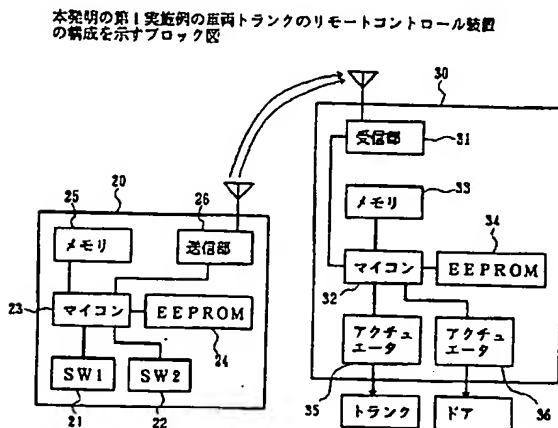 本発明の第1実施例の車両トランクのリモートコントロール装置
の構成を示すブロック図
30
受信部
31
20
25
26
メモリ
33
メモリ
送信部
34
マイコン
EEPROM
32
23
マイコン
EEPROM
24
アクチュ
エータ
アクチュ
エータ
SW1
SW2
35
36
21
22
トランク
ドア